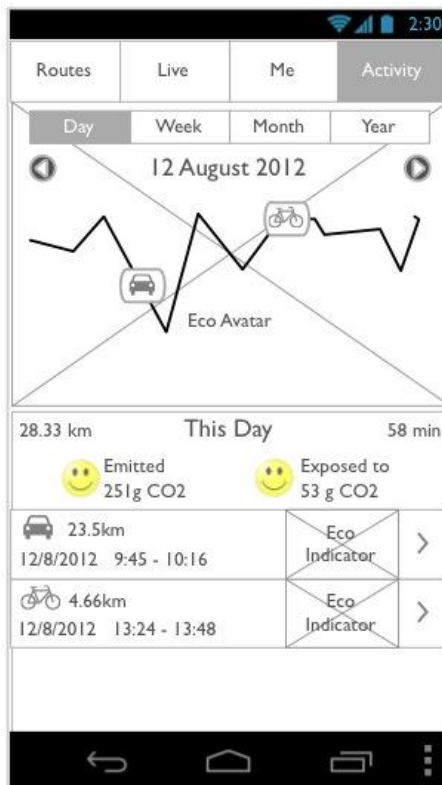 2:30
Routes Live Me Activity
Day Week Month Year
12 August 2012
Eco Avatar
28.33 km This Day 58 min
Emitted Exposed to
251g CO2 53 g CO2
23.5km Eco
12/8/2012 9:45 - 10:16 Indicator
4.66km Eco
12/8/2012 13:24 - 13:48 Indicator